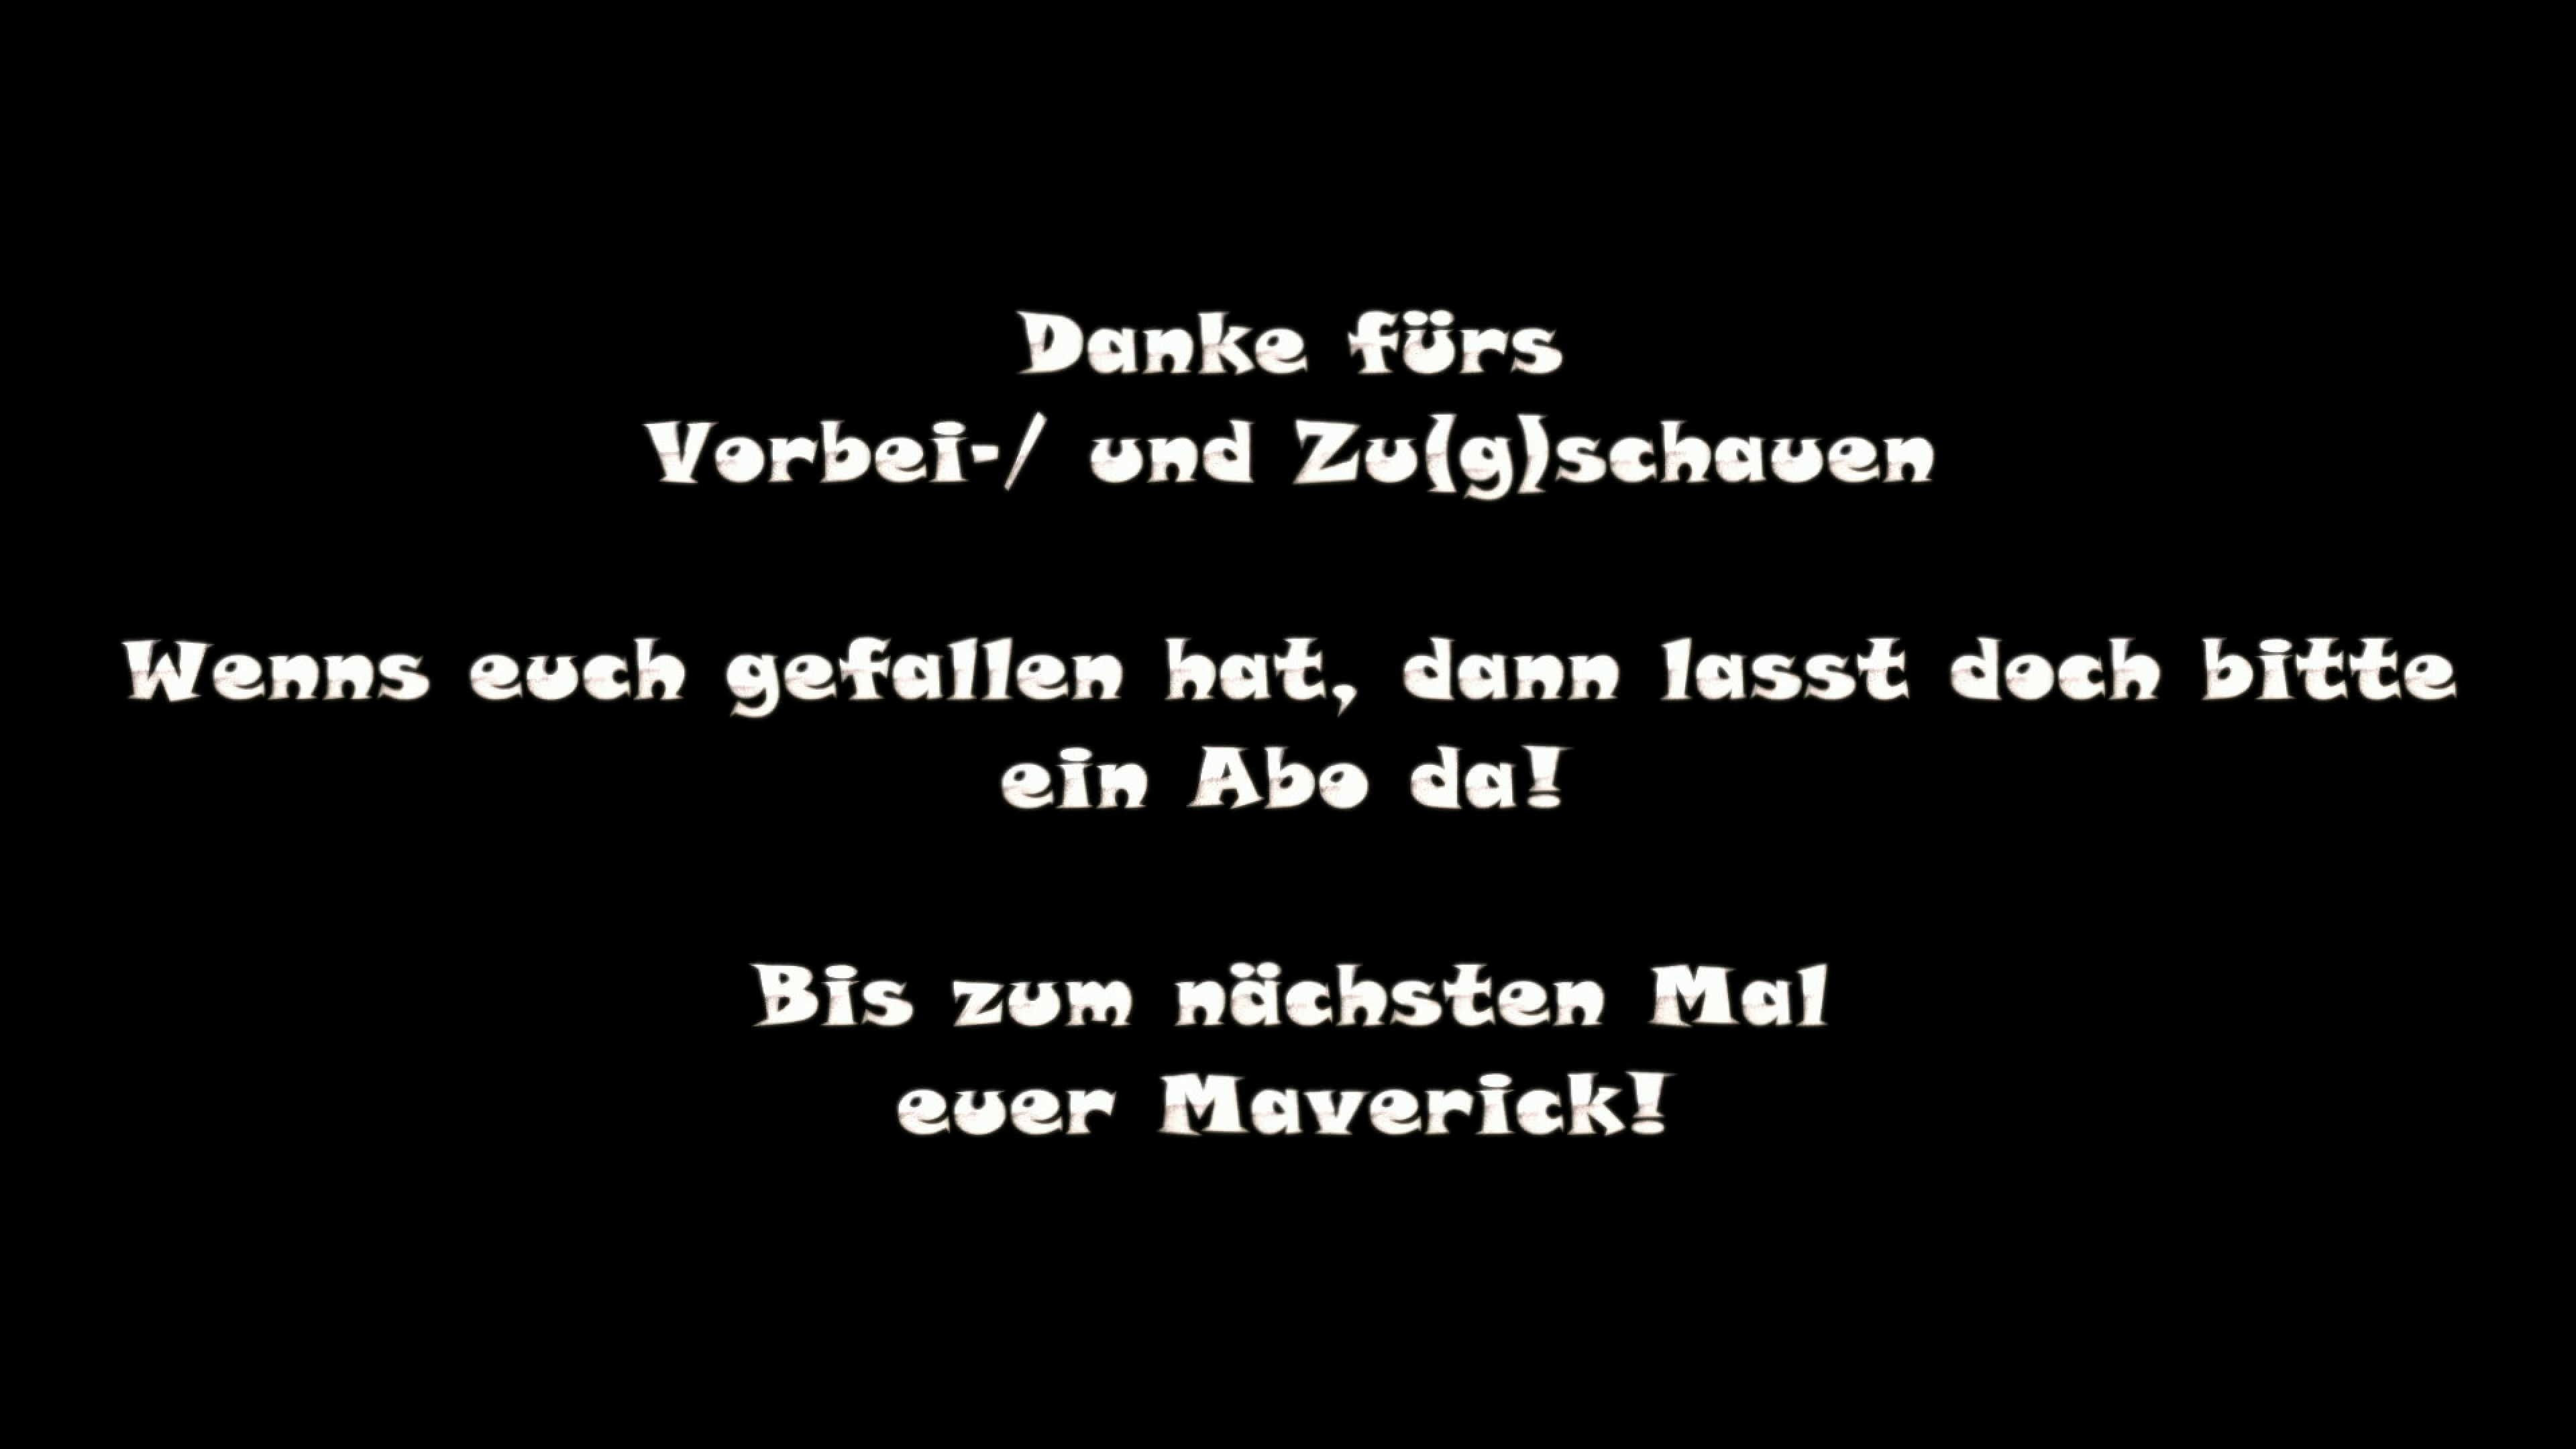 Danke fürs
Vorbei-/ und Zu(g)schauen
Wenns euch gefallen hat, dann lasst doch bitte
ein Abo da!
Bis zum nächsten Mal
euer Maverick!